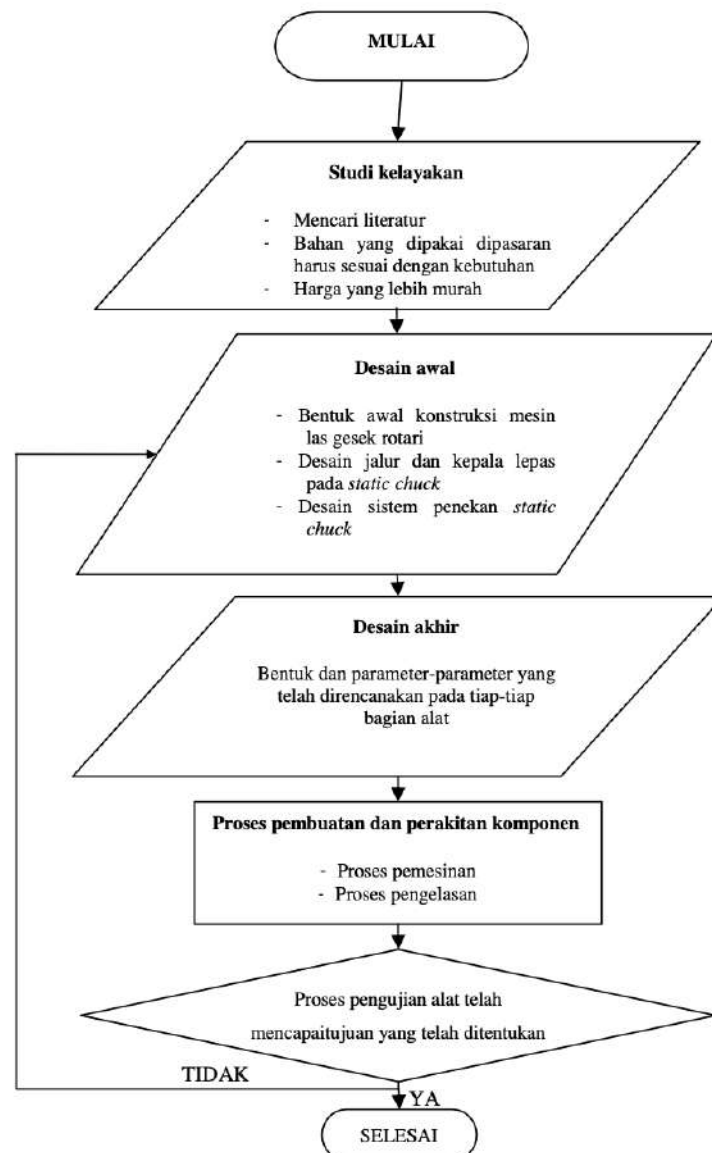 MULAI
Studi kelayakan
- Mencari literatur
- Bahan yang dipakai dipasaran
harus sesuai dengan kebutuhan
- Harga yang lebih murah
Desain awal
- Bentuk awal konstruksi mesin
las gesek rotari
- Desain jalur dan kepala lepas
pada static chuck
- Desain sistem penekan static
chuck
Desain akhir
Bentuk dan parameter-parameter yang
telah direncanakan pada tiap-tiap
bagian alat
Proses pembuatan dan perakitan komponen
- Proses pemesinan
- Proses pengelasan
Proses pengujian alat telah
mencapaitujuan yang telah ditentukan
TIDAK
YA
SELESAI